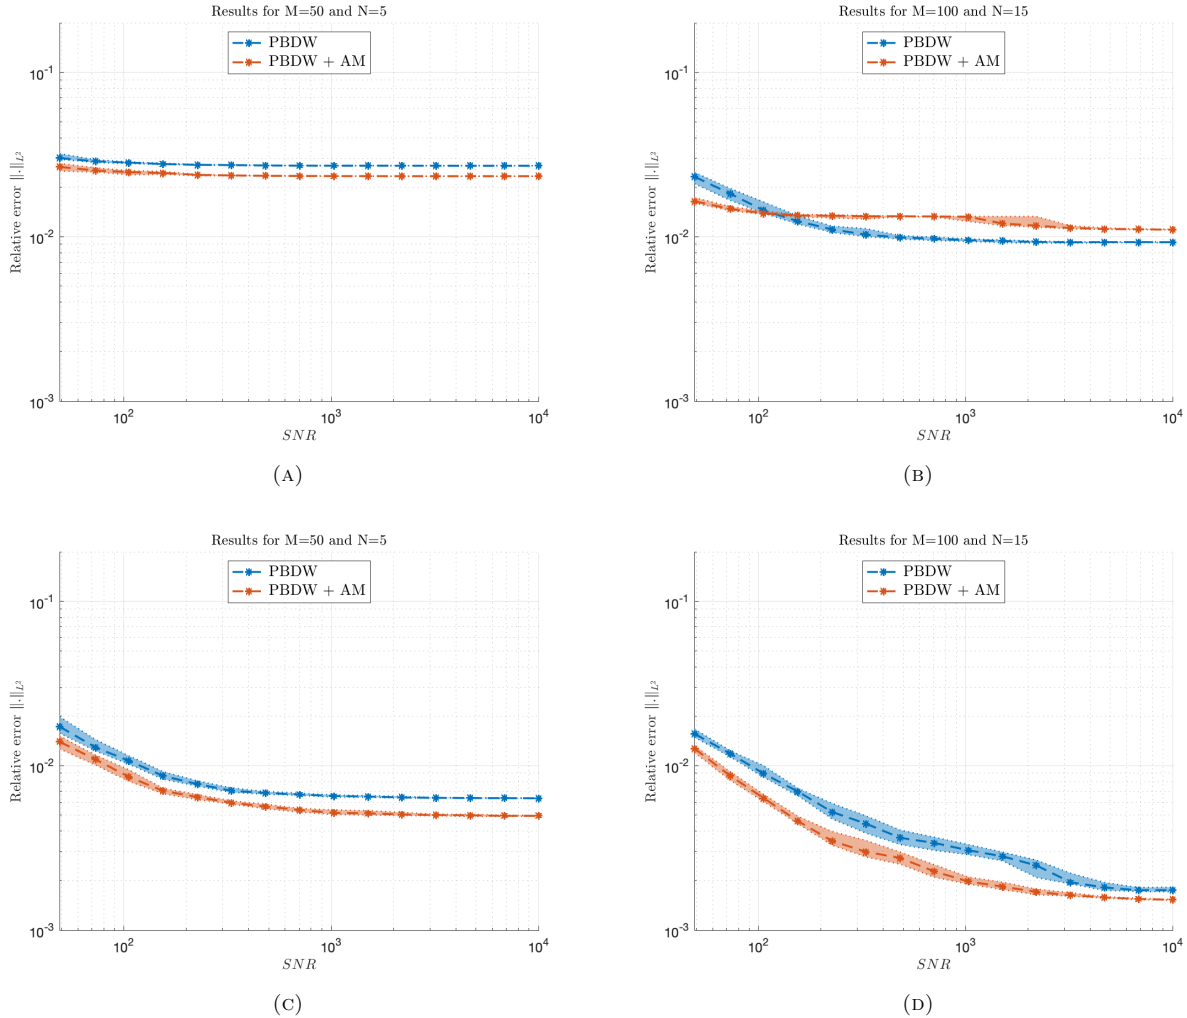 Results for M=50 and N=5
PBDW
PBDW + AM
10^-1
10^-2
10^-3
Relative error ||.||_{L^2}
10^2
10^3
10^4
SNR
(A)
Results for M=100 and N=15
PBDW
PBDW + AM
10^-1
10^-2
10^-3
Relative error ||.||_{L^2}
10^2
10^3
10^4
SNR
(B)
Results for M=50 and N=5
PBDW
PBDW + AM
10^-1
10^-2
10^-3
Relative error ||.||_{L^2}
10^2
10^3
10^4
SNR
(C)
Results for M=100 and N=15
PBDW
PBDW + AM
10^-1
10^-2
10^-3
Relative error ||.||_{L^2}
10^2
10^3
10^4
SNR
(D)